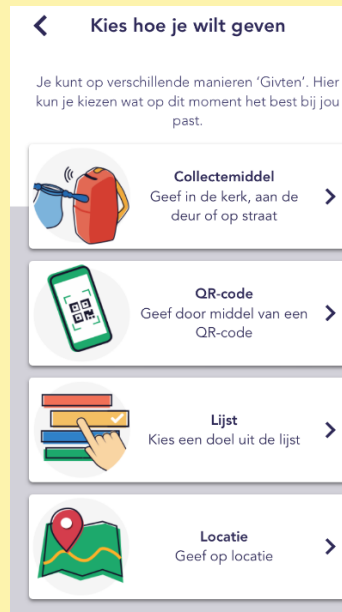 Kies hoe je wilt geven
Je kunt op verschillende manieren ‘Givten’. Hier
kun je kiezen wat op dit moment het best bij jou
past.
Collectemiddel
Geef in de kerk, aan de
deur of op straat
QR-code
Geef door middel van een
QR-code
Lijst
Kies een doel uit de lijst
Locatie
Geef op locatie